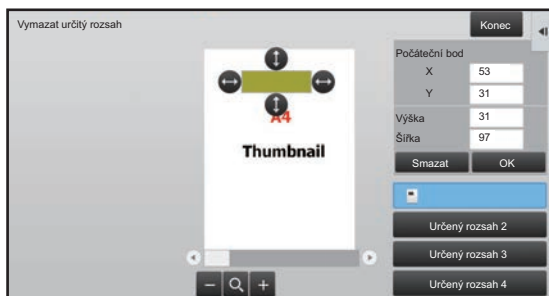 Vymazat určitý rozsah
Konec
Počáteční bod
X 53
Y 31
Výška 31
Šířka 97
Smazat OK
A4
Thumbnail
Určený rozsah 2
Určený rozsah 3
Určený rozsah 4